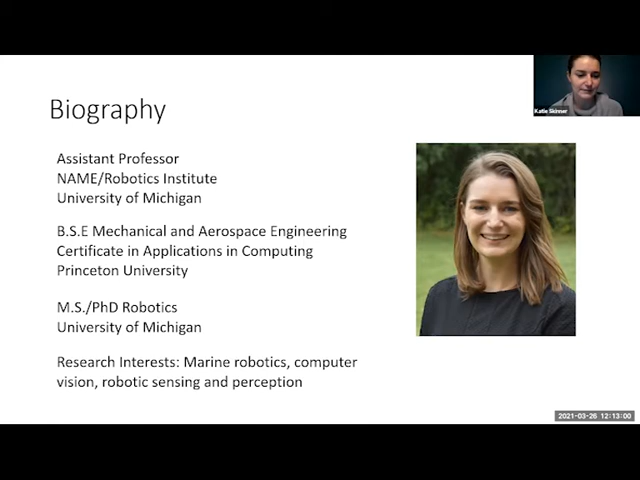 Katie Skinner
Biography
Assistant Professor
NAME/Robotics Institute
University of Michigan
B.S.E Mechanical and Aerospace Engineering
Certificate in Applications in Computing
Princeton University
M.S./PhD Robotics
University of Michigan
Research Interests: Marine robotics, computer
vision, robotic sensing and perception
2021-03-26 12:13:00